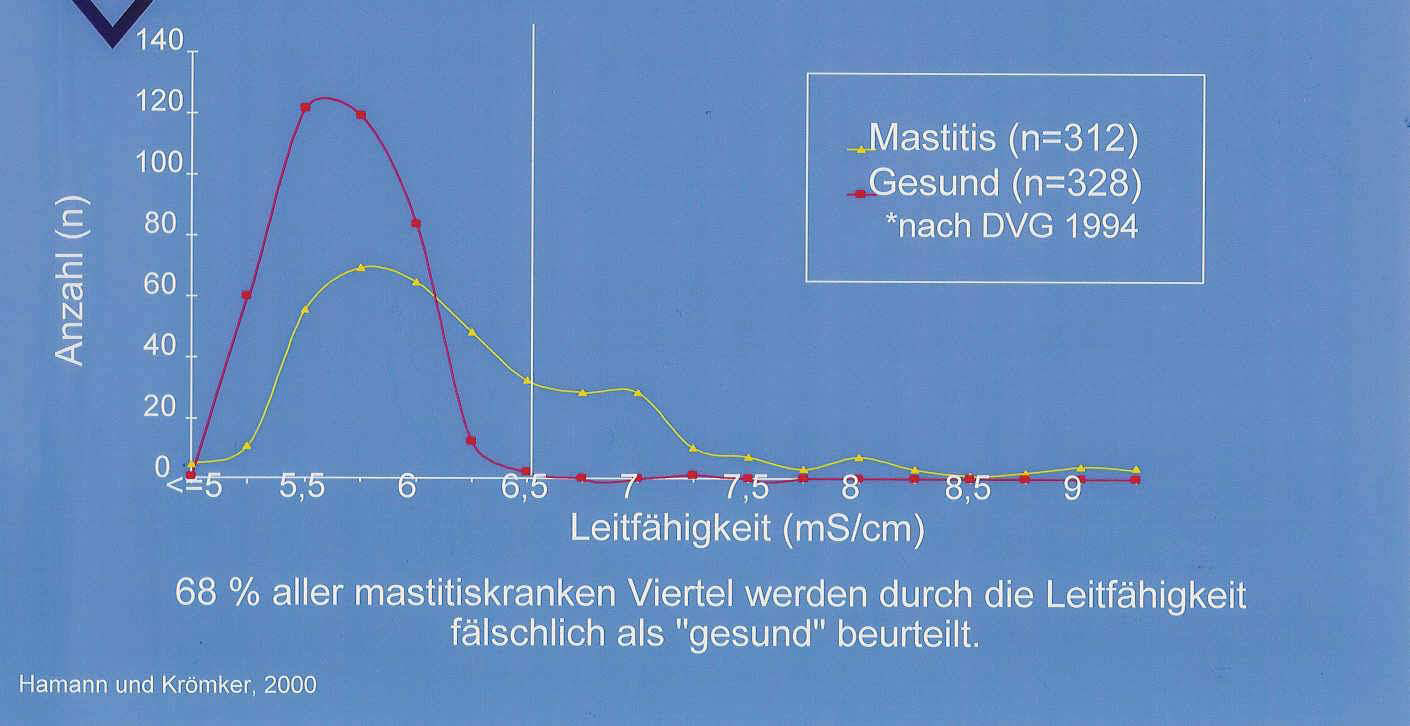 140
120
100
80
60
40
20
0
Anzahl (n)
Mastitis (n=312)
Gesund (n=328)
*nach DVG 1994
<=5 5,5 6 6,5 7 7,5 8 8,5 9
Leitfähigkeit (mS/cm)
68 % aller mastitiskranken Viertel werden durch die Leitfähigkeit
fälschlich als "gesund" beurteilt.
Hamann und Krömker, 2000